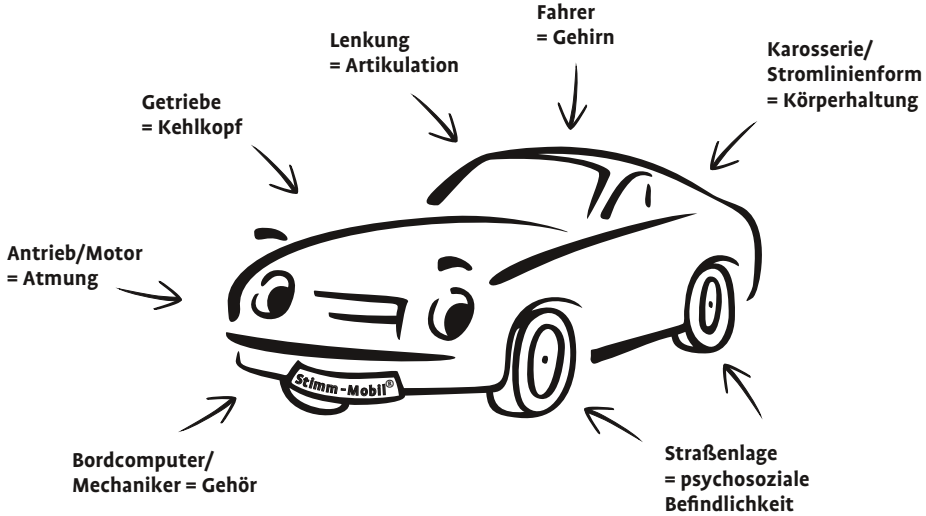 Fahrer
= Gehirn
Lenkung
= Artikulation
Karosserie/
Stromlinienform
= Körperhaltung
Getriebe
= Kehlkopf
Antrieb/Motor
= Atmung
Stimm-Mobil®
Bordcomputer/
Mechaniker = Gehör
Straßenlage
= psychosoziale
Befindlichkeit